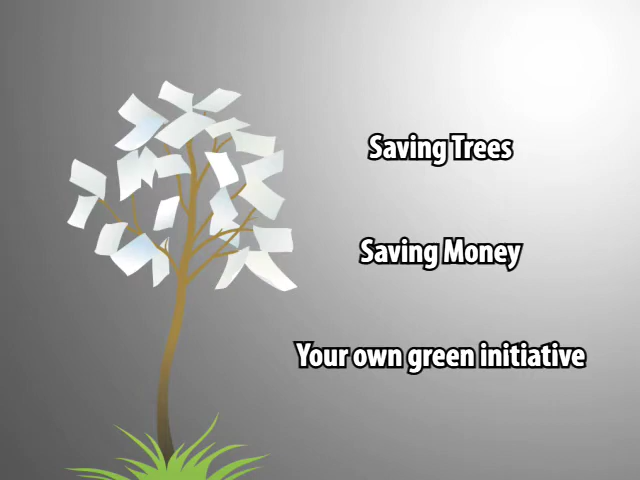 Saving Trees
Saving Money
Your own green initiative